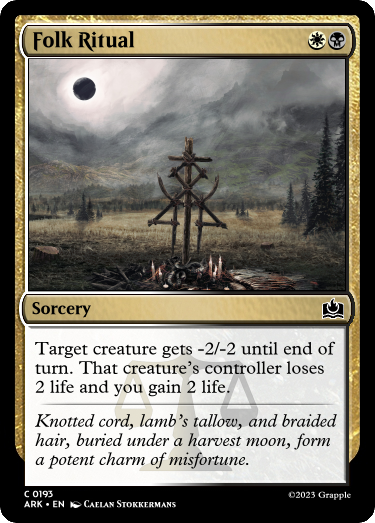 Folk Ritual
Sorcery
Target creature gets -2/-2 until end of
turn. That creature's controller loses
2 life and you gain 2 life.
Knotted cord, lamb's tallow, and braided
hair, buried under a harvest moon, form
a potent charm of misfortune.
C 0193
ARK • EN Caelan Stokkermans
©2023 Grapple